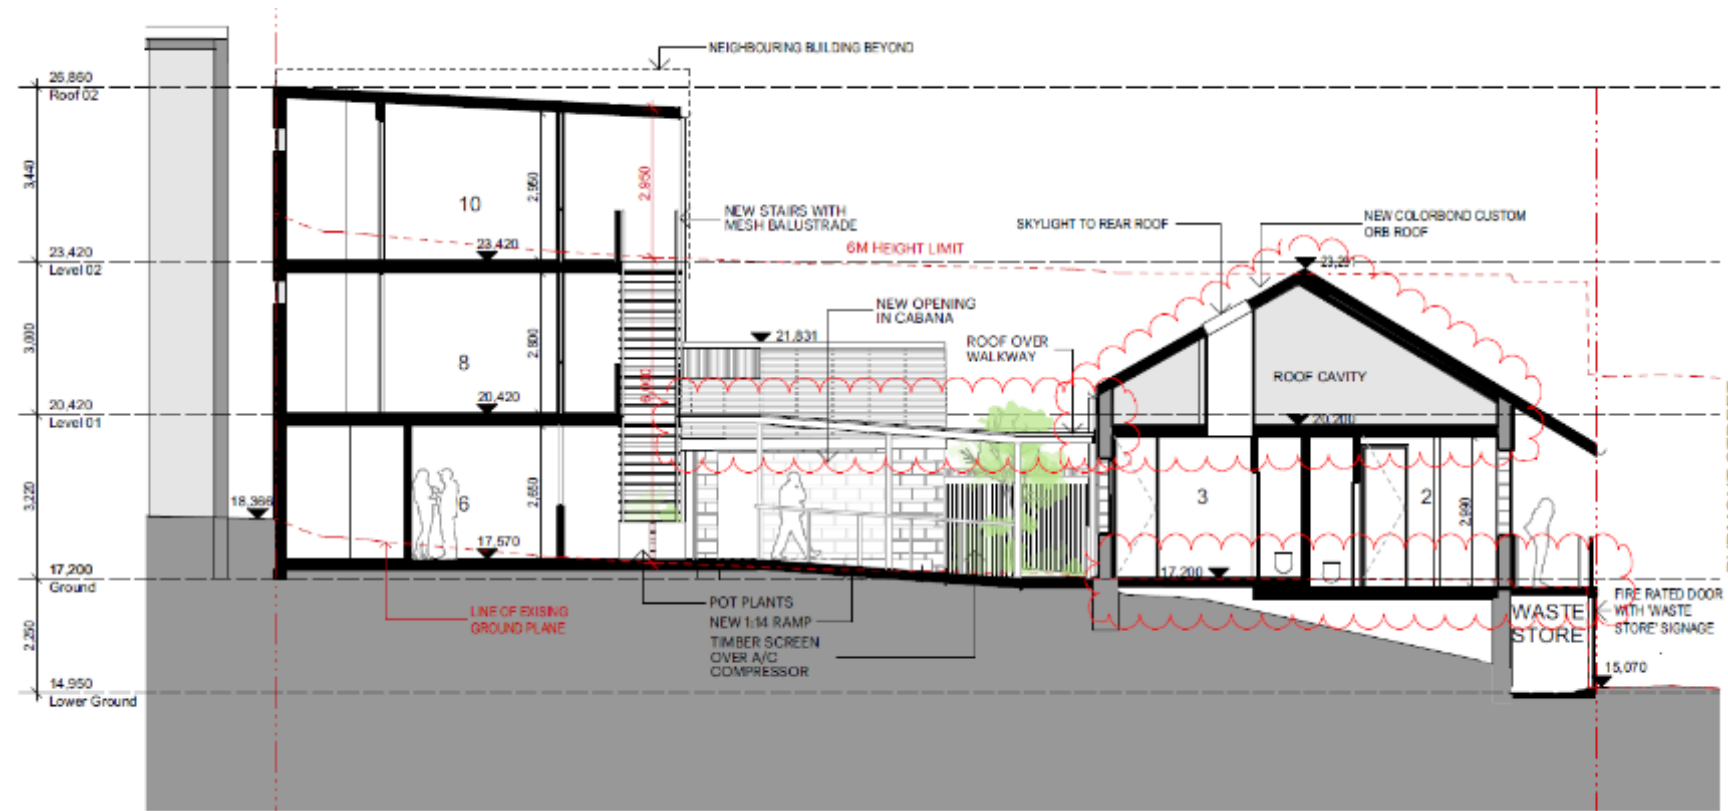 NEIGHBOURING BUILDING BEYOND
26,860
Roof 02
3,440
10
2,950
2,950
NEW STAIRS WITH
MESH BALUSTRADE
SKYLIGHT TO REAR ROOF
NEW COLORBOND CUSTOM
ORB ROOF
6M HEIGHT LIMIT
23,420
23,420
Level 02
NEW OPENING
IN CABANA
21,831
ROOF OVER
WALKWAY
3,000
8
2,800
ROOF CAVITY
20,420
20,420
Level 01
20,200
18,366
3,220
6
2,650
3
2
2,990
17,570
17,200
17,200
Ground
LINE OF EXISING
GROUND PLANE
POT PLANTS
NEW 1:14 RAMP
TIMBER SCREEN
OVER A/C
COMPRESSOR
WASTE
STORE
FIRE RATED DOOR
WITH 'WASTE
STORE' SIGNAGE
2,250
15,070
14,950
Lower Ground